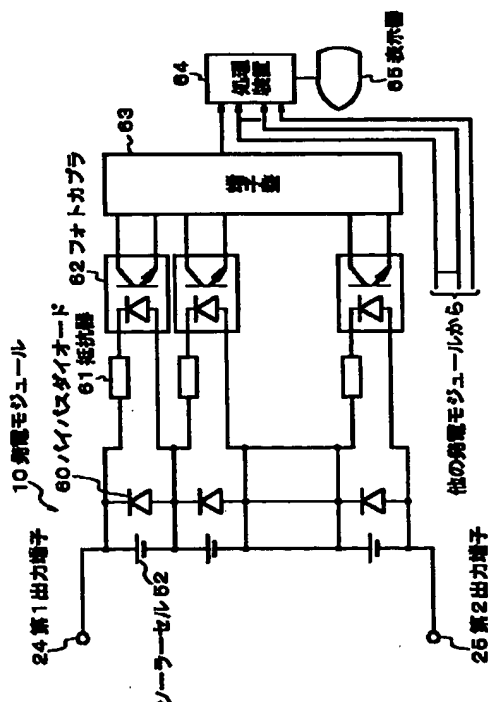 24 第1出力端子
10 発電モジュール
60 バイパスダイオード
61 抵抗器
62 フォトカプラ
63
64
処理
装置
65 表示器
端子盤
ソーラーセル 52
25 第2出力端子
他の発電モジュールから